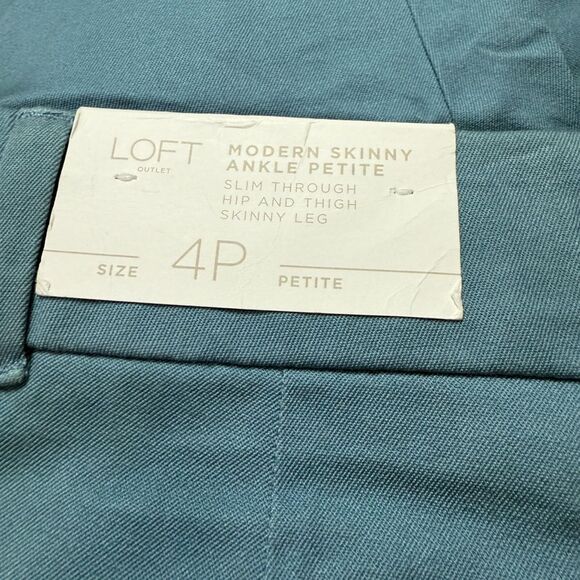 LOFT
OUTLET
MODERN SKINNY
ANKLE PETITE
SLIM THROUGH
HIP AND THIGH
SKINNY LEG
SIZE 4P PETITE